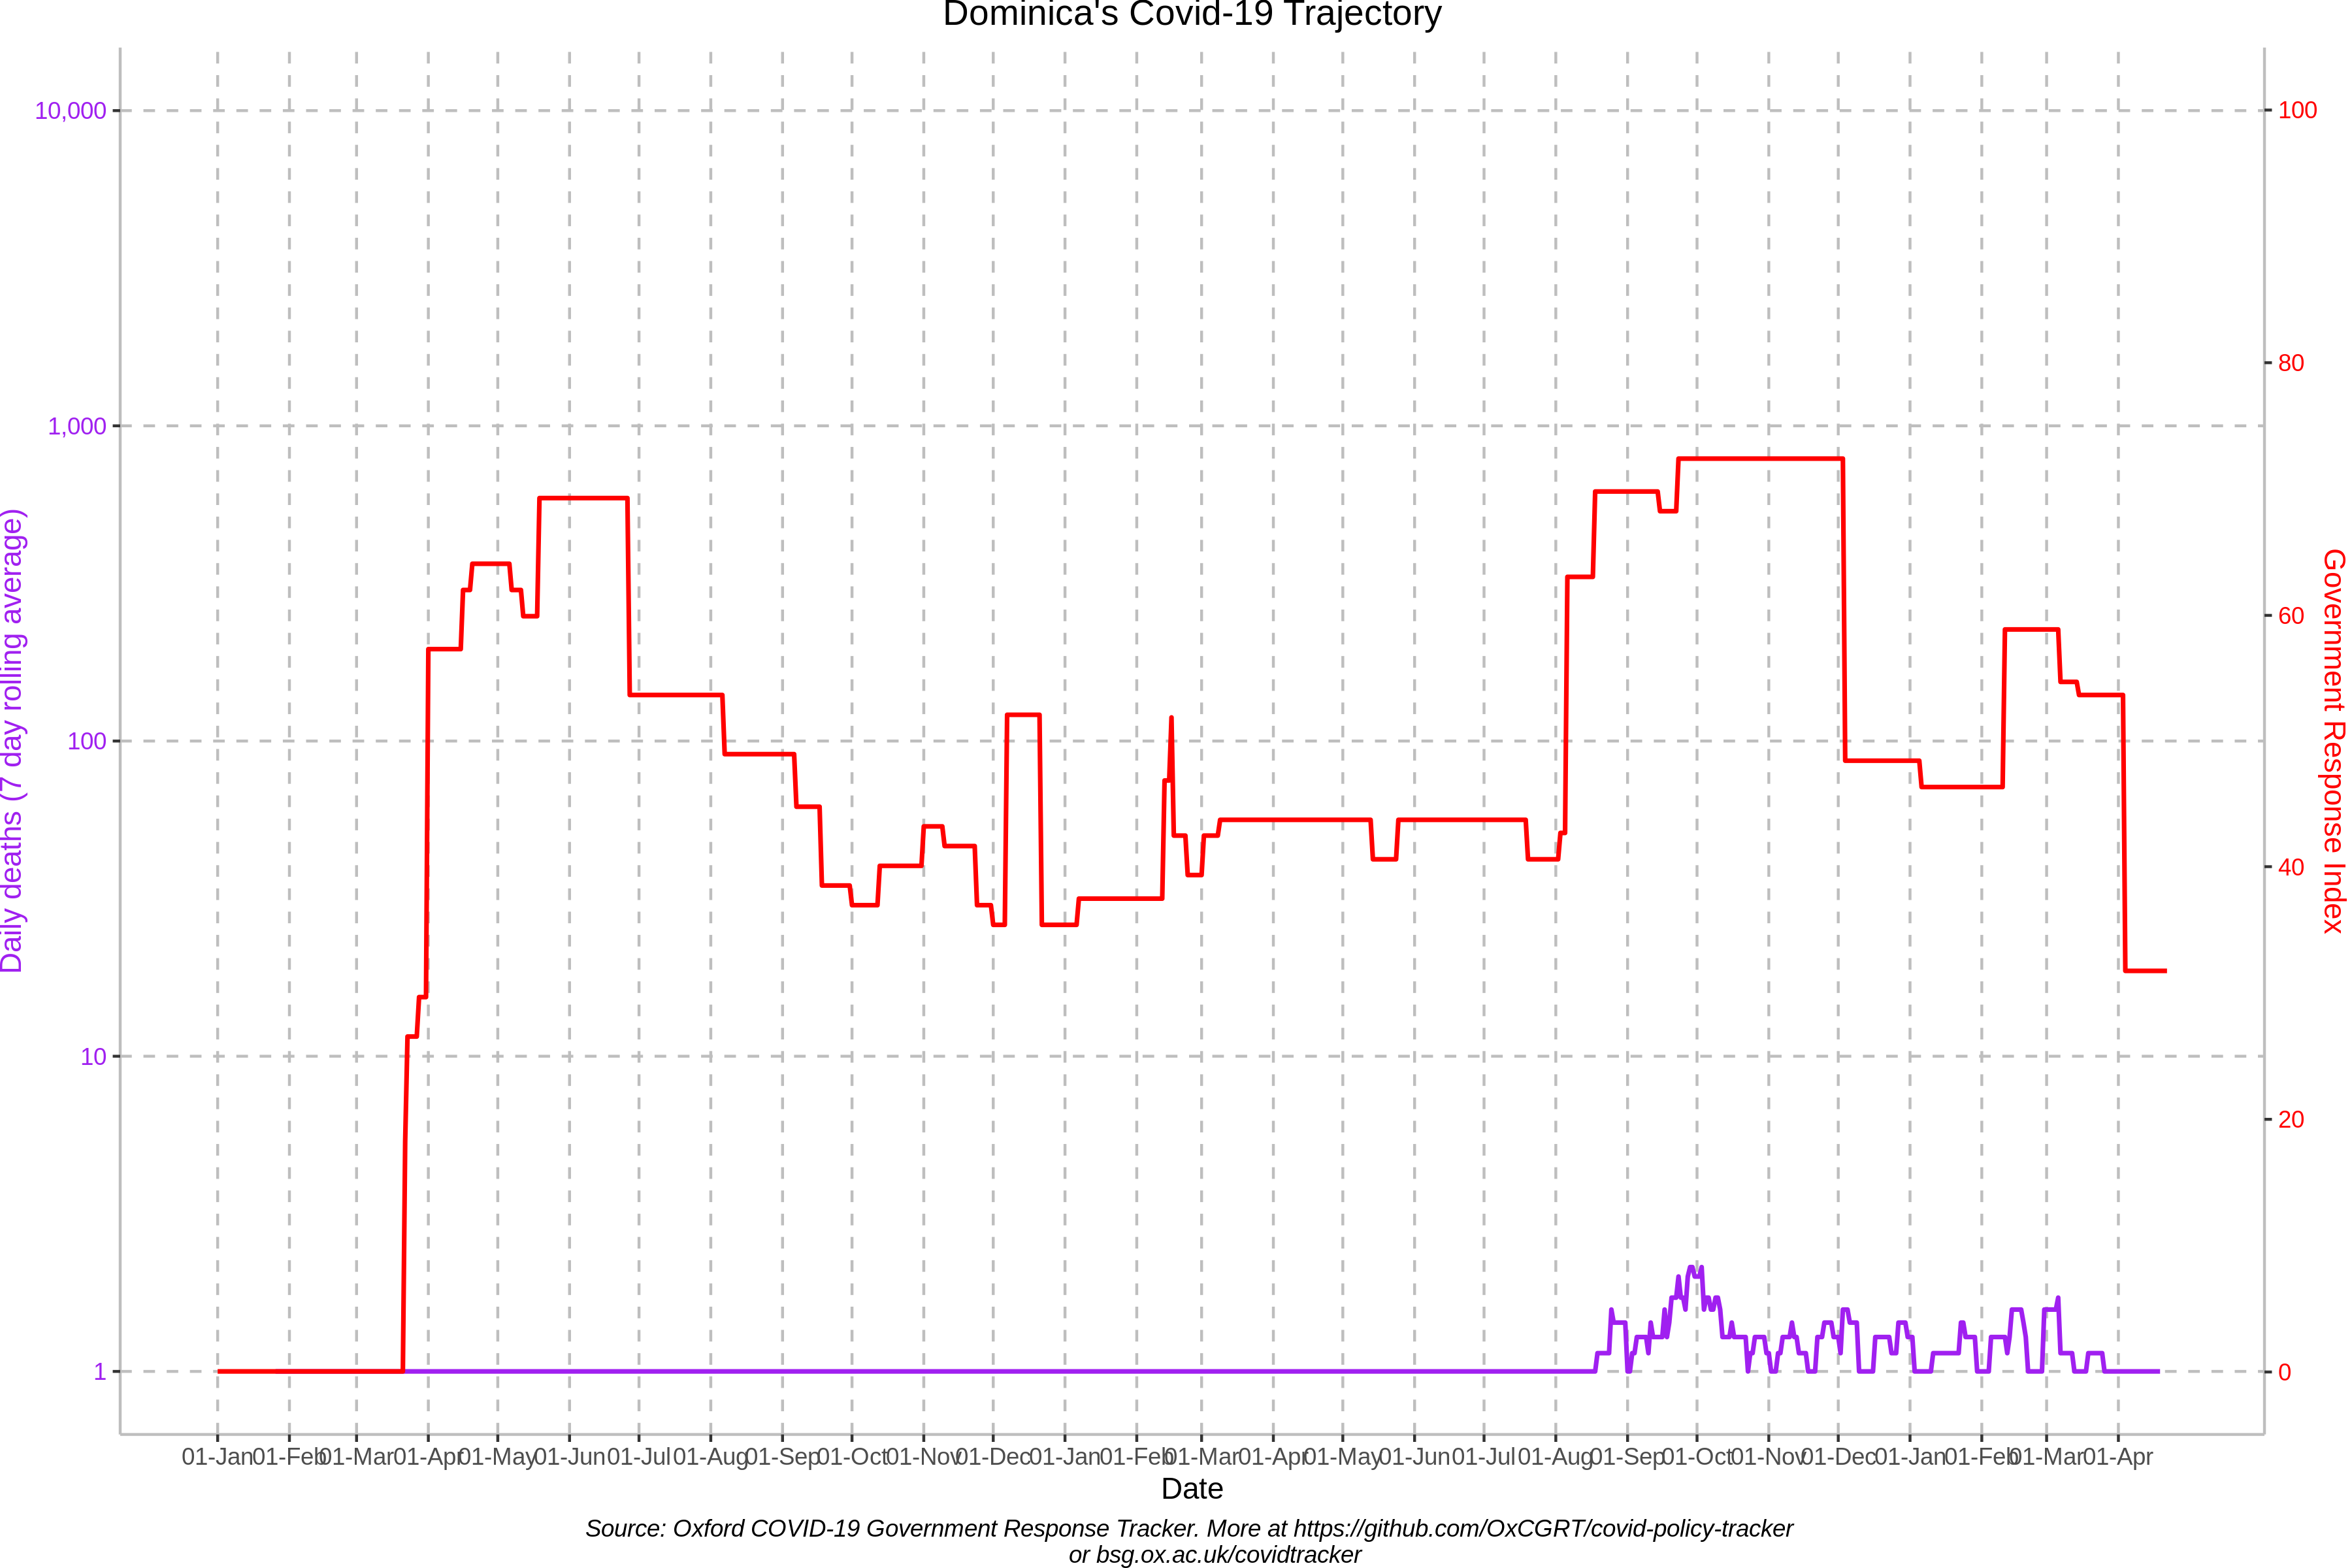 Dominica's Covid-19 Trajectory
10,000
1,000
100
10
1
Daily deaths (7 day rolling average)
100
80
60
40
20
0
Government Response Index
01-Jan 01-Feb 01-Mar 01-Apr 01-May 01-Jun 01-Jul 01-Aug 01-Sep 01-Oct 01-Nov 01-Dec 01-Jan 01-Feb 01-Mar 01-Apr 01-May 01-Jun 01-Jul 01-Aug 01-Sep 01-Oct 01-Nov 01-Dec 01-Jan 01-Feb 01-Mar 01-Apr
Date
Source: Oxford COVID-19 Government Response Tracker. More at https://github.com/OxCGRT/covid-policy-tracker
or bsg.ox.ac.uk/covidtracker